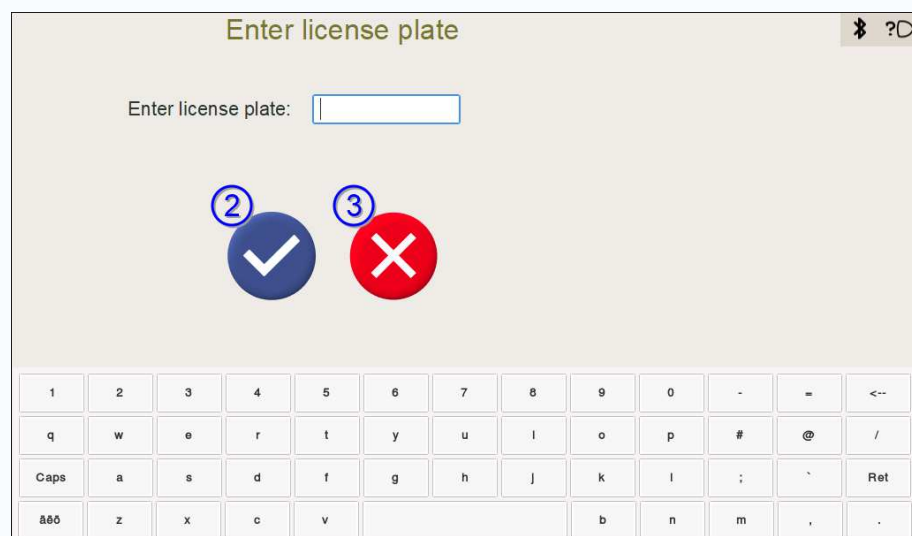 Enter license plate
?
Enter license plate:
2 3
1 2 3 4 5 6 7 8 9 0 - = <--
q w e r t y u I o p # @ /
Caps a s d f g h J k l ; ` Ret
āēō z x c v b n m , .